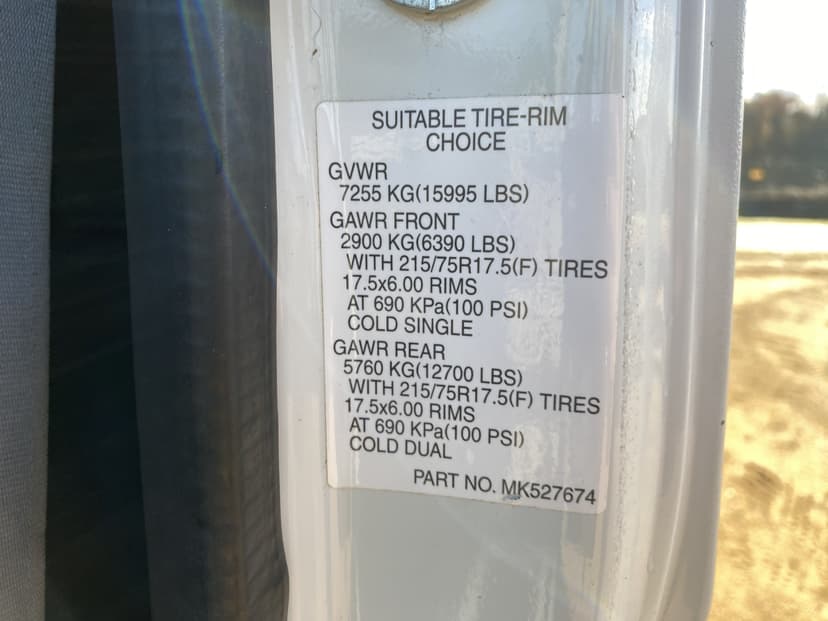 SUITABLE TIRE-RIM
CHOICE
GVWR
7255 KG(15995 LBS)
GAWR FRONT
2900 KG(6390 LBS)
WITH 215/75R17.5(F) TIRES
17.5x6.00 RIMS
AT 690 KPa(100 PSI)
COLD SINGLE
GAWR REAR
5760 KG(12700 LBS)
WITH 215/75R17.5(F) TIRES
17.5x6.00 RIMS
AT 690 KPa(100 PSI)
COLD DUAL
PART NO. MK527674